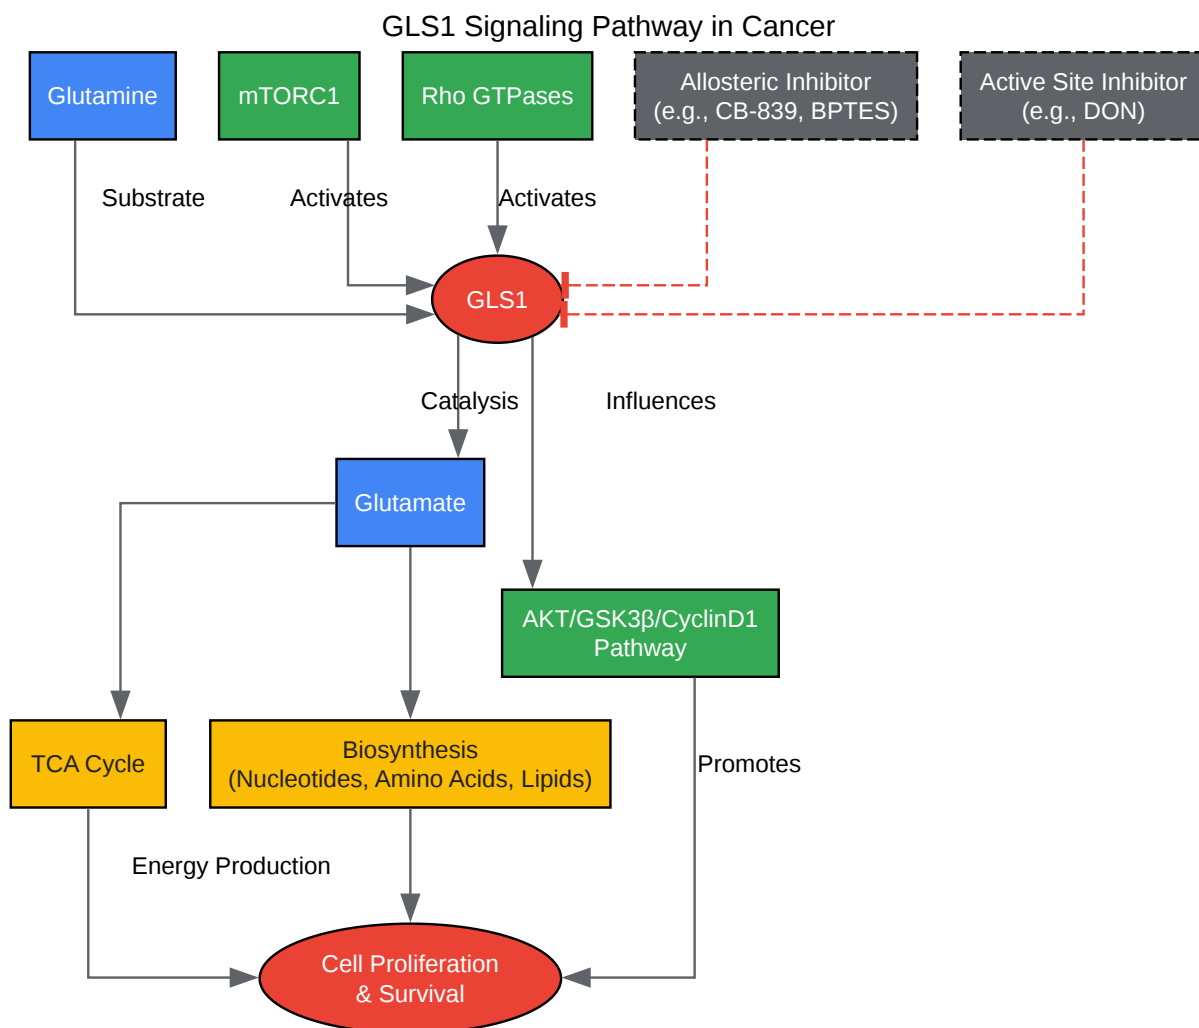 GLS1 Signaling Pathway in Cancer
Glutamine
mTORC1
Rho GTPases
Allosteric Inhibitor
(e.g., CB-839, BPTES)
Active Site Inhibitor
(e.g., DON)
Substrate
Activates
Activates
GLS1
Catalysis
Influences
Glutamate
AKT/GSK3β/CyclinD1
Pathway
TCA Cycle
Biosynthesis
(Nucleotides, Amino Acids, Lipids)
Promotes
Energy Production
Cell Proliferation
& Survival